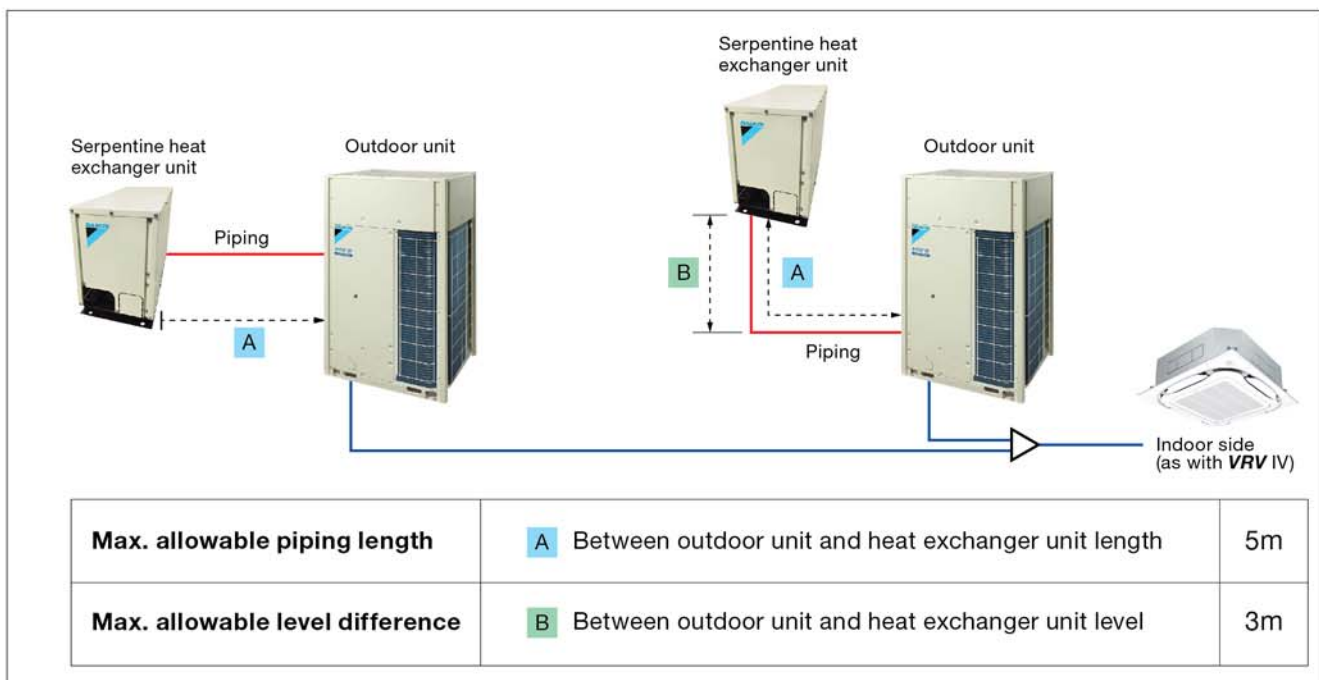 Serpentine heat
exchanger unit
Serpentine heat
exchanger unit
Outdoor unit
Outdoor unit
Piping
A
B
A
Piping
Indoor side
(as with VRV IV)
Max. allowable piping length
A Between outdoor unit and heat exchanger unit length
5m
Max. allowable level difference
B Between outdoor unit and heat exchanger unit level
3m